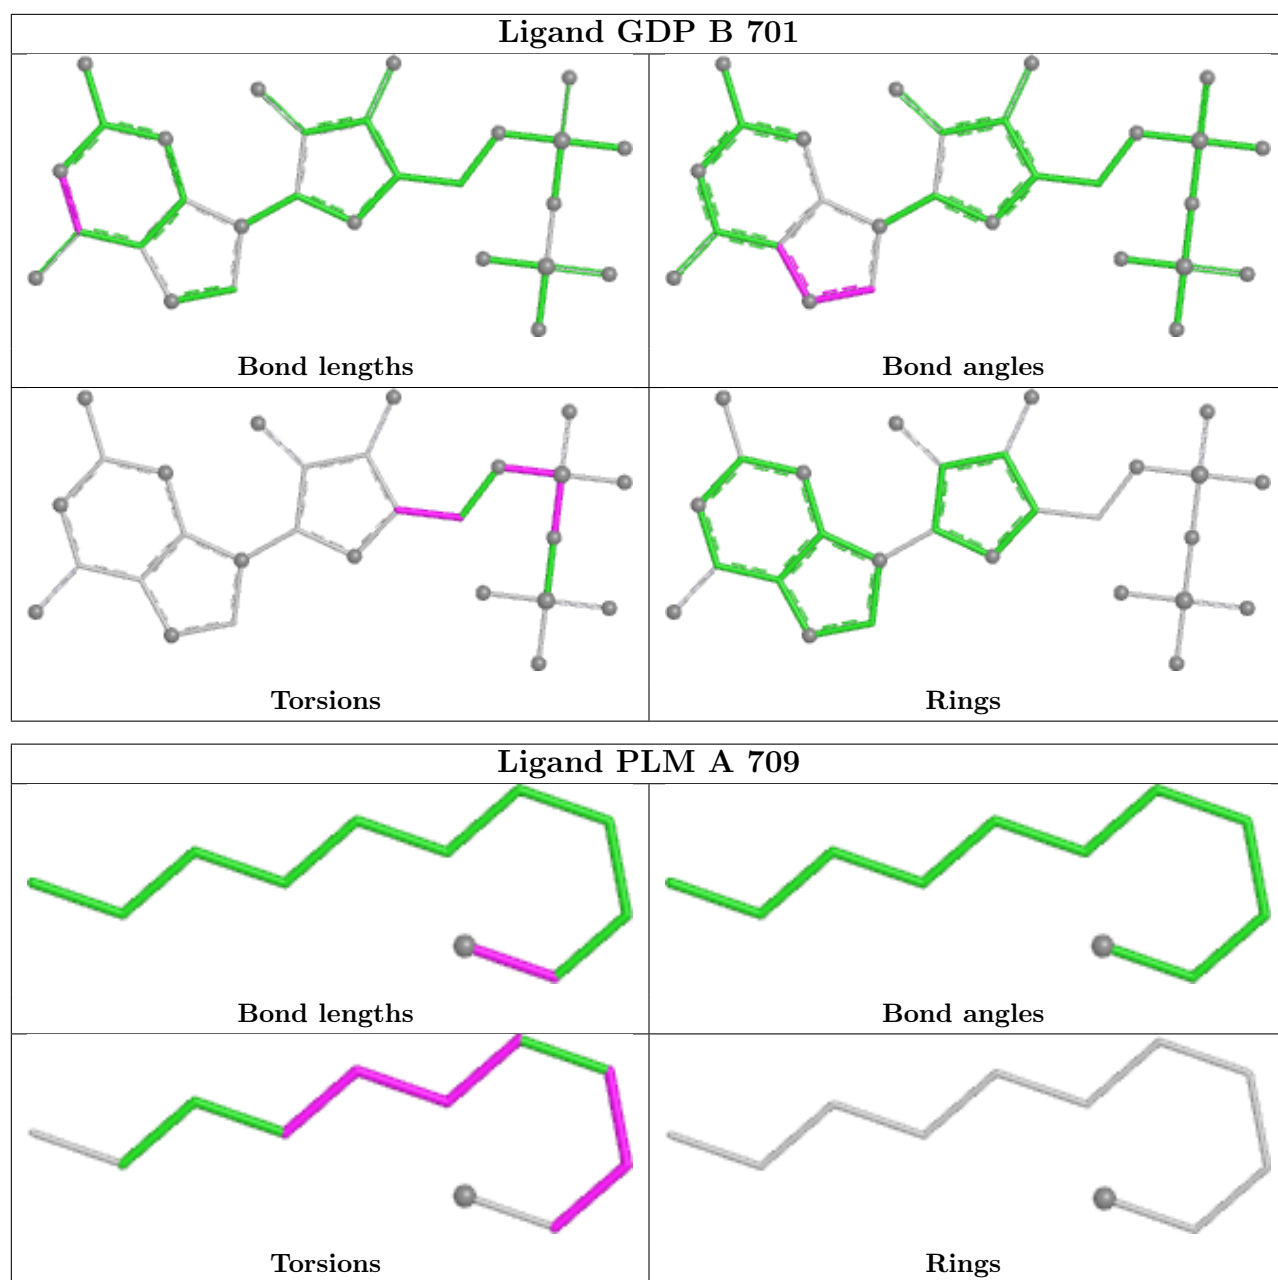 Ligand GDP B 701
Bond lengths
Bond angles
Torsions
Rings
Ligand PLM A 709
Bond lengths
Bond angles
Torsions
Rings